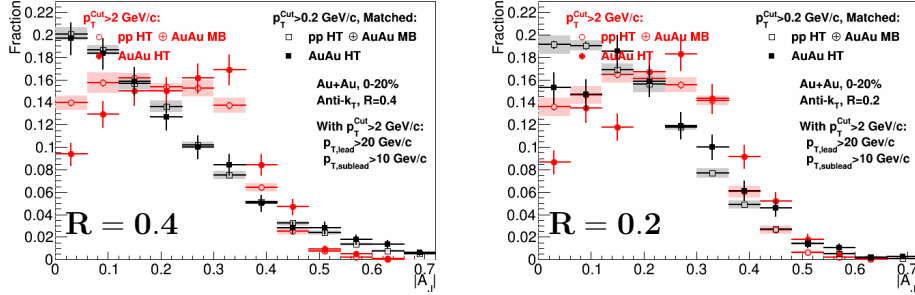 Fraction
0.22
0.2
0.18
0.16
0.14
0.12
0.1
0.08
0.06
0.04
0.02
0
p_T^Cut>2 GeV/c:
pp HT ⊕ AuAu MB
AuAu HT
p_T^Cut>0.2 GeV/c, Matched:
pp HT ⊕ AuAu MB
AuAu HT
Au+Au, 0-20%
Anti-k_T, R=0.4
With p_T^Cut>2 GeV/c:
p_T,lead>20 GeV/c
p_T,sublead>10 GeV/c
R = 0.4
0 0.1 0.2 0.3 0.4 0.5 0.6 0.7
|A_J|
Fraction
0.22
0.2
0.18
0.16
0.14
0.12
0.1
0.08
0.06
0.04
0.02
0
p_T^Cut>2 GeV/c:
pp HT ⊕ AuAu MB
AuAu HT
p_T^Cut>0.2 GeV/c, Matched:
pp HT ⊕ AuAu MB
AuAu HT
Au+Au, 0-20%
Anti-k_T, R=0.2
With p_T^Cut>2 GeV/c:
p_T,lead>20 GeV/c
p_T,sublead>10 GeV/c
R = 0.2
0 0.1 0.2 0.3 0.4 0.5 0.6 0.7
|A_J|